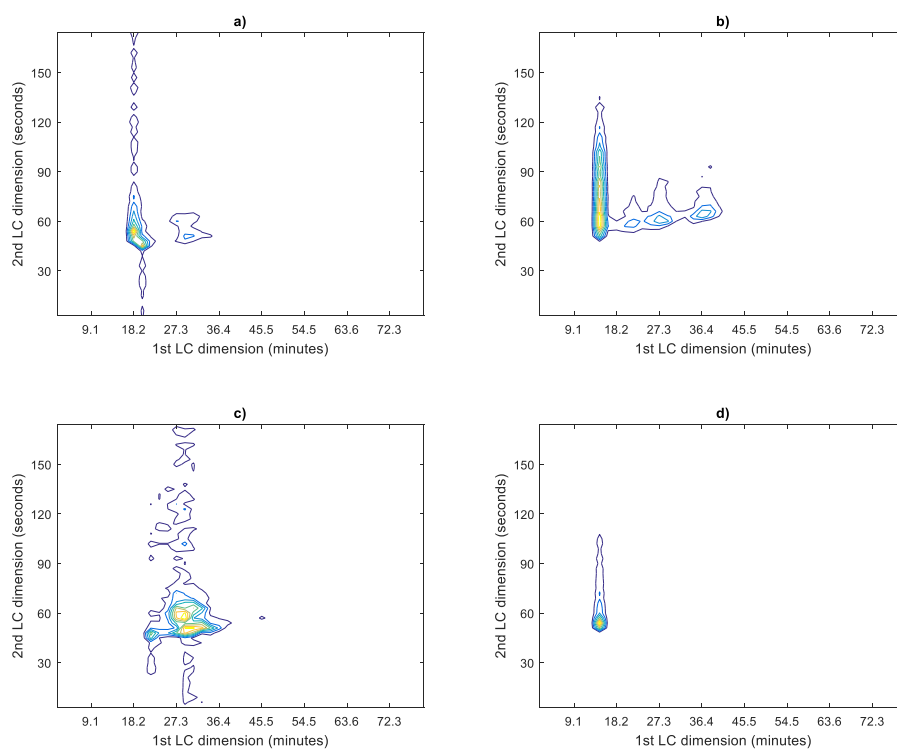 a)
2nd LC dimension (seconds)
150
120
90
60
30
9.1 18.2 27.3 36.4 45.5 54.5 63.6 72.3
1st LC dimension (minutes)
b)
2nd LC dimension (seconds)
150
120
90
60
30
9.1 18.2 27.3 36.4 45.5 54.5 63.6 72.3
1st LC dimension (minutes)
c)
2nd LC dimension (seconds)
150
120
90
60
30
9.1 18.2 27.3 36.4 45.5 54.5 63.6 72.3
1st LC dimension (minutes)
d)
2nd LC dimension (seconds)
150
120
90
60
30
9.1 18.2 27.3 36.4 45.5 54.5 63.6 72.3
1st LC dimension (minutes)